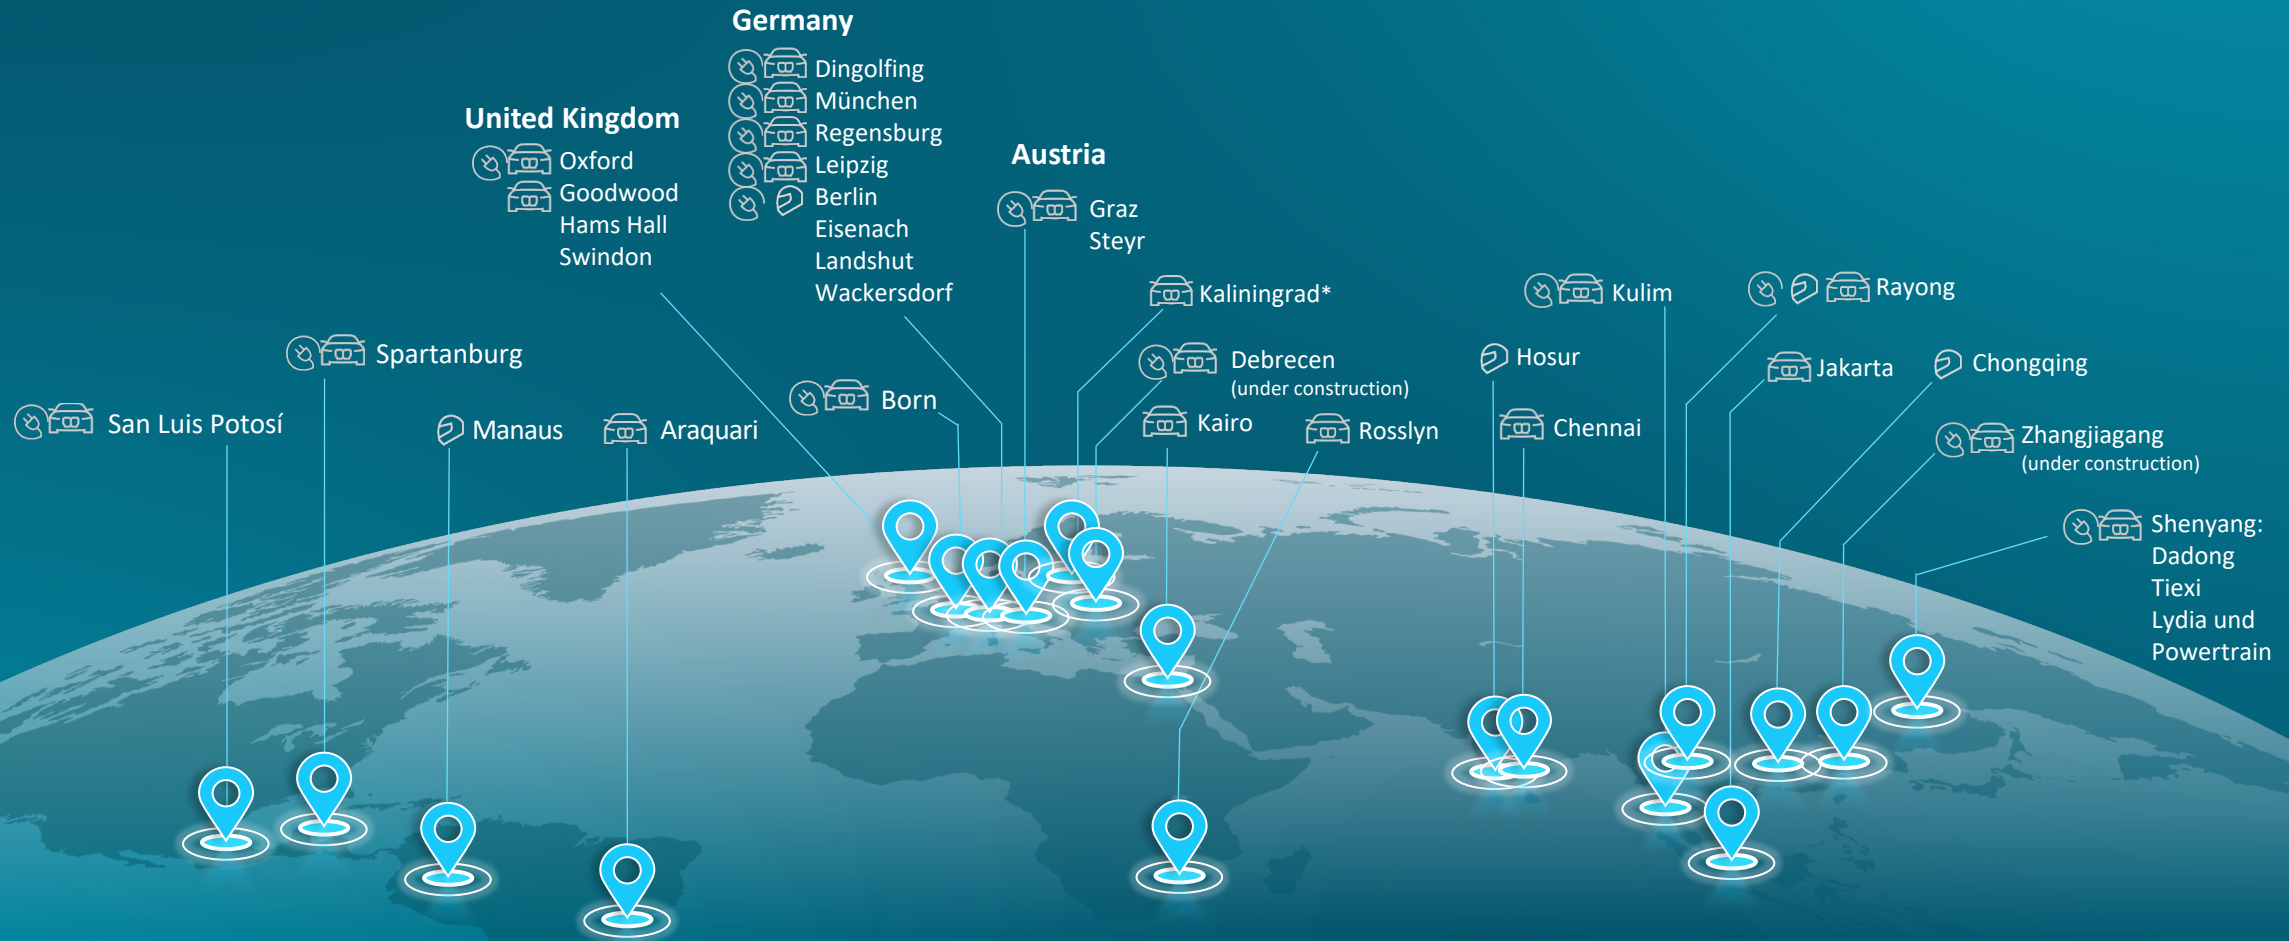 Germany
Dingolfing
München
Regensburg
Leipzig
Berlin
Eisenach
Landshut
Wackersdorf
United Kingdom
Oxford
Goodwood
Hams Hall
Swindon
Austria
Graz
Steyr
Kaliningrad*
Debrecen
(under construction)
Kairo
Rosslyn
Born
Spartanburg
San Luis Potosí
Manaus
Araquari
Kulim
Rayong
Hosur
Jakarta
Chongqing
Chennai
Zhangjiagang
(under construction)
Shenyang:
Dadong
Tiexi
Lydia und
Powertrain